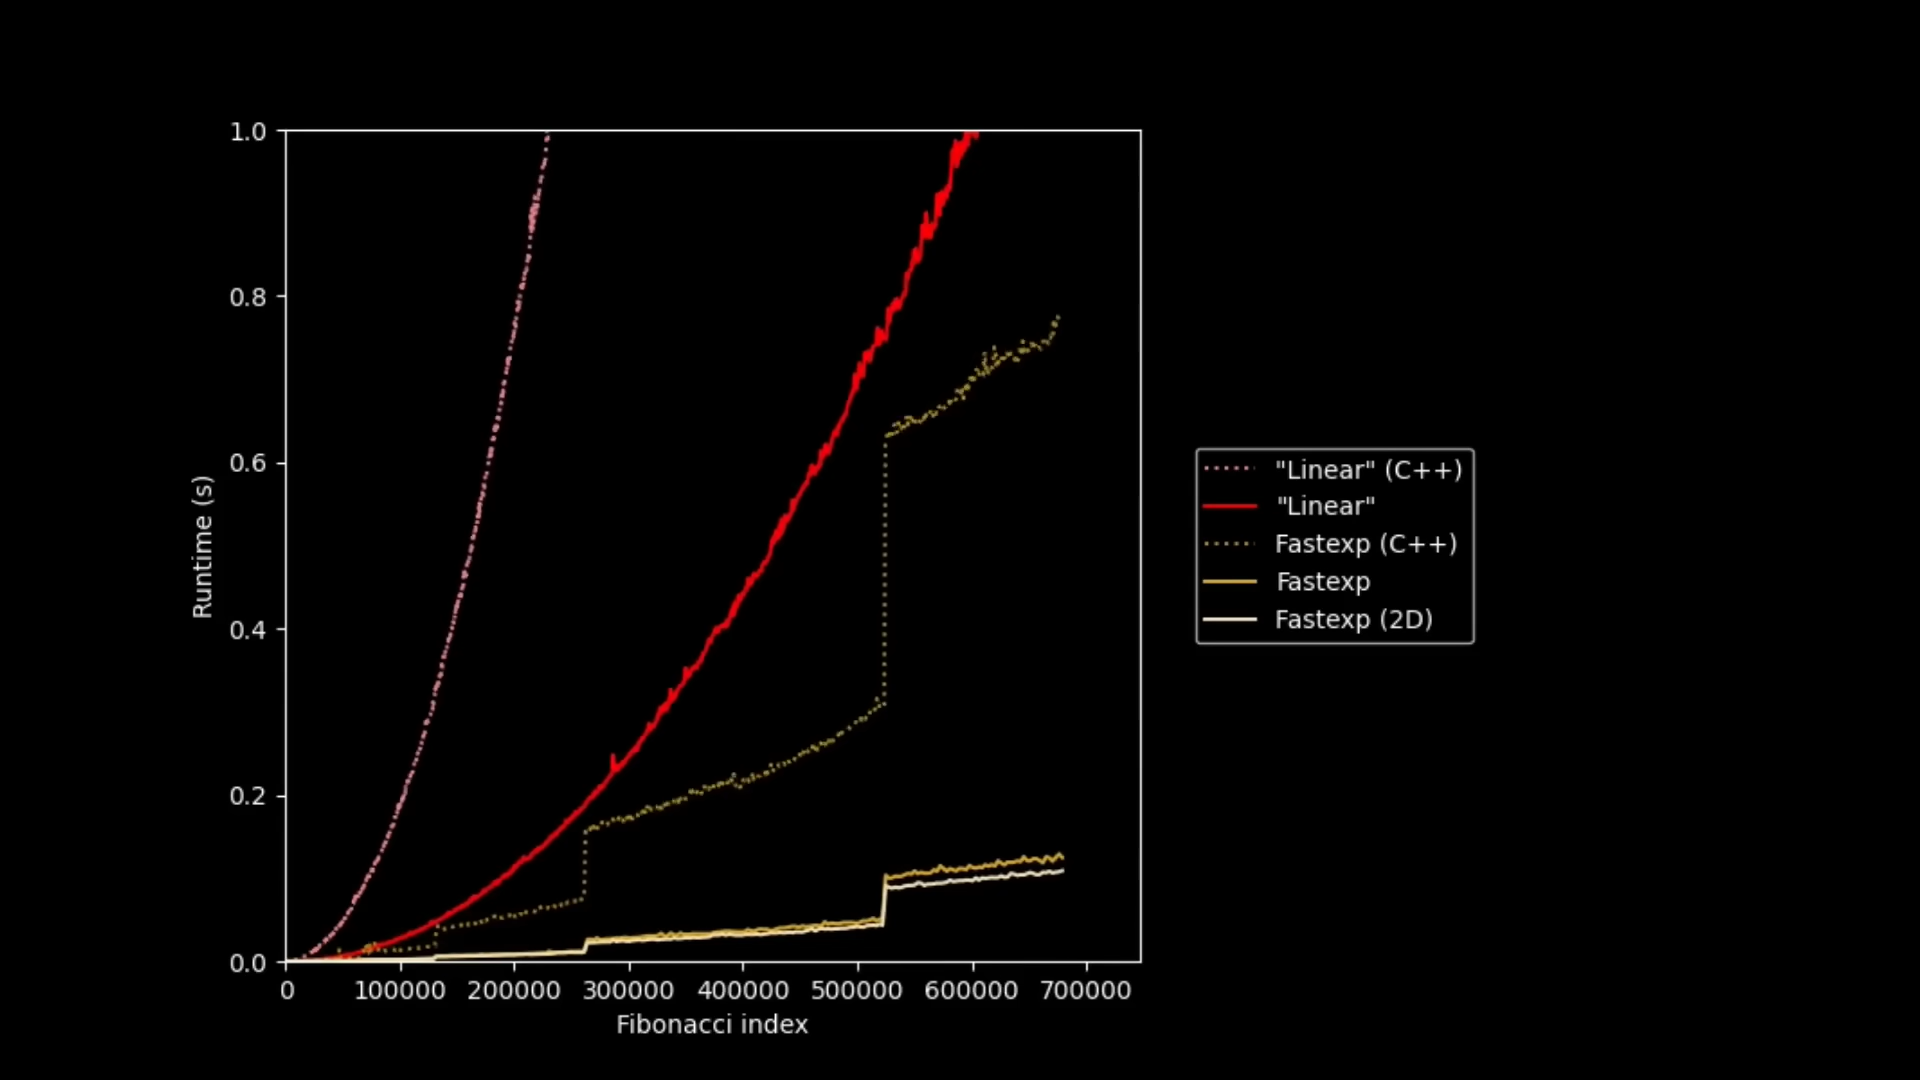 1.0
0.8
0.6
0.4
0.2
0.0
Runtime (s)
0 100000 200000 300000 400000 500000 600000 700000
Fibonacci index
"Linear" (C++)
"Linear"
Fastexp (C++)
Fastexp
Fastexp (2D)